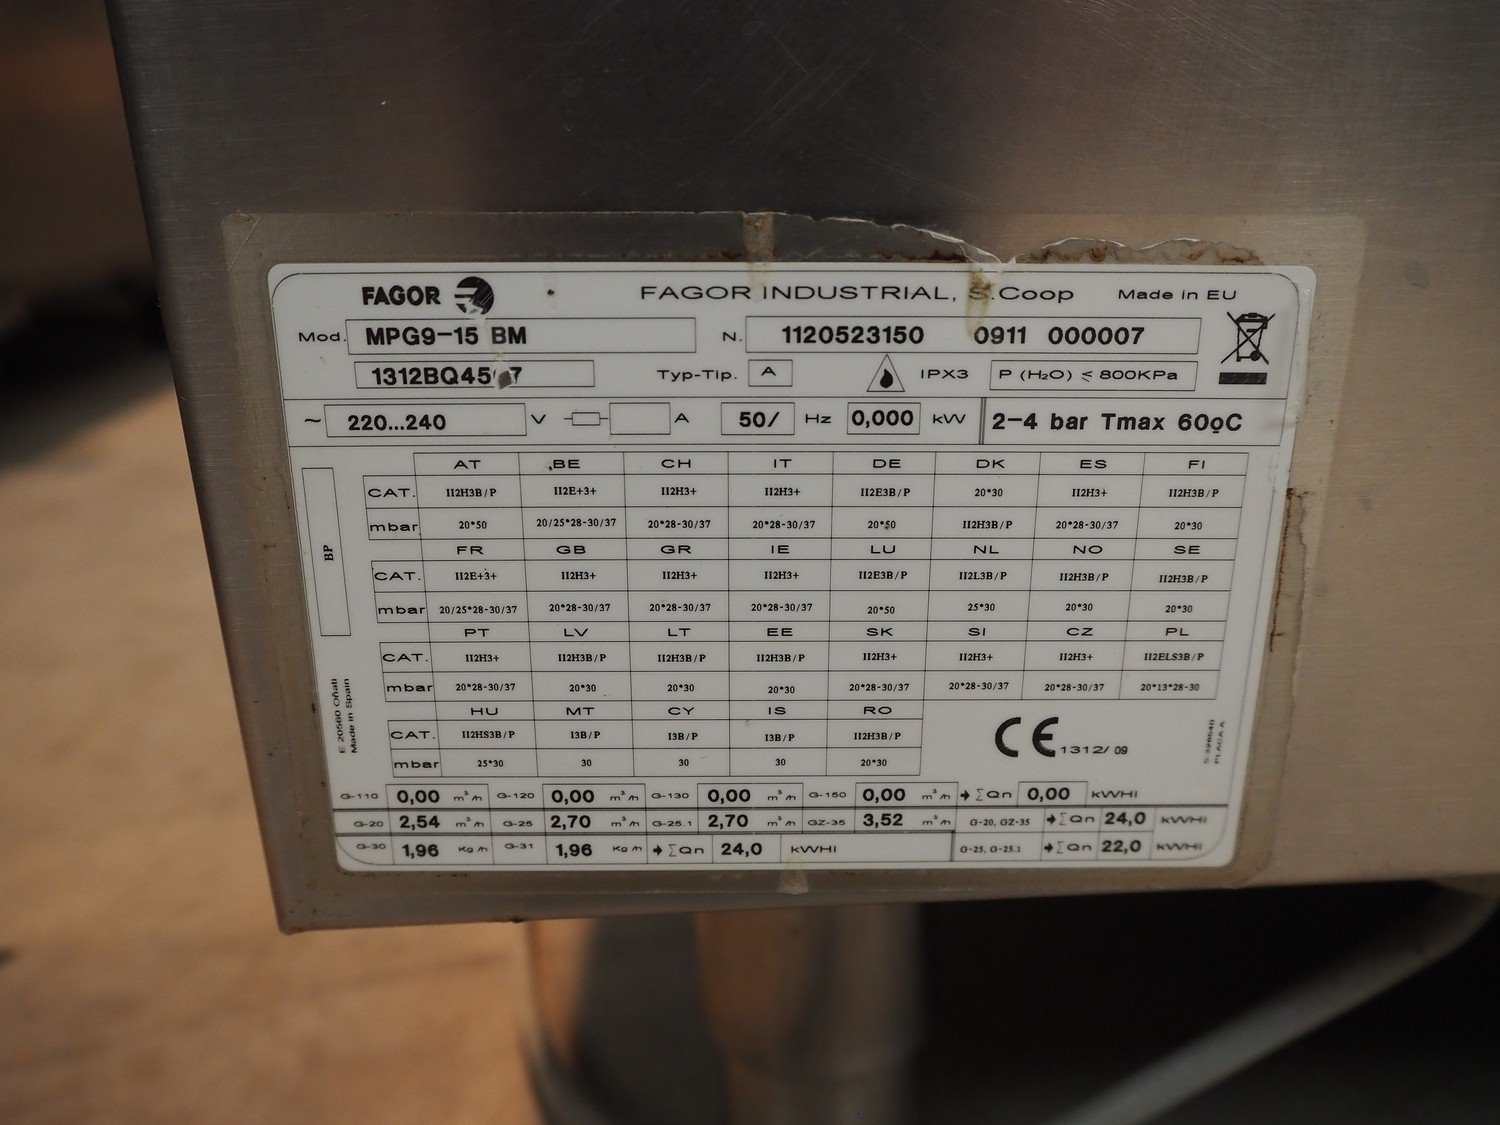 FAGOR FAGOR INDUSTRIAL, S.Coop Made in EU
Mod. MPG9-15 BM N. 1120523150 0911 000007
Typ-Tip. A IPX3 P (H₂O) ≤ 800KPa
~ 220...240 V A 50/ Hz 0,000 kW 2-4 bar Tmax 60ºC
BP
AT BE CH IT DE DK ES FI
CAT. II2H3B/P II2E+3+ II2H3+ II2H3+ II2E3B/P 20*30 II2H3+ II2H3B/P
mbar 20*50 20/25*28-30/37 20*28-30/37 20*28-30/37 20*50 II2H3B/P 20*28-30/37 20*30
FR GB GR IE LU NL NO SE
CAT. II2E+3+ II2H3+ II2H3+ II2H3+ II2E3B/P II2L3B/P II2H3B/P II2H3B/P
mbar 20/25*28-30/37 20*28-30/37 20*28-30/37 20*28-30/37 20*50 25*30 20*30 20*30
PT LV LT EE SK SI CZ PL
CAT. II2H3+ II2H3B/P II2H3B/P II2H3B/P II2H3+ II2H3+ II2H3+ II2ELS3B/P
mbar 20*28-30/37 20*30 20*30 20*30 20*28-30/37 20*28-30/37 20*28-30/37 20*13*28-30
HU MT CY IS RO
CAT. II2HS3B/P I3B/P I3B/P I3B/P II2H3B/P
mbar 25*30 30 30 30 20*30
E 20560 Oñati
Made in Spain
CE 1312/ 09
PLACA A
G-110 0,00 m³/h G-120 0,00 m³/h G-130 0,00 m³/h G-150 0,00 m³/h ➔ ΣQn 0,00 kWHi
G-20 2,54 m³/h G-25 2,70 m³/h G-25.1 2,70 m³/h GZ-35 3,52 m³/h G-20, GZ-35 ➔ ΣQn 24,0 kWHi
G-30 1,96 Kg/h G-31 1,96 Kg/h ➔ ΣQn 24,0 kWHi G-25, G-25.1 ➔ ΣQn 22,0 kWHi